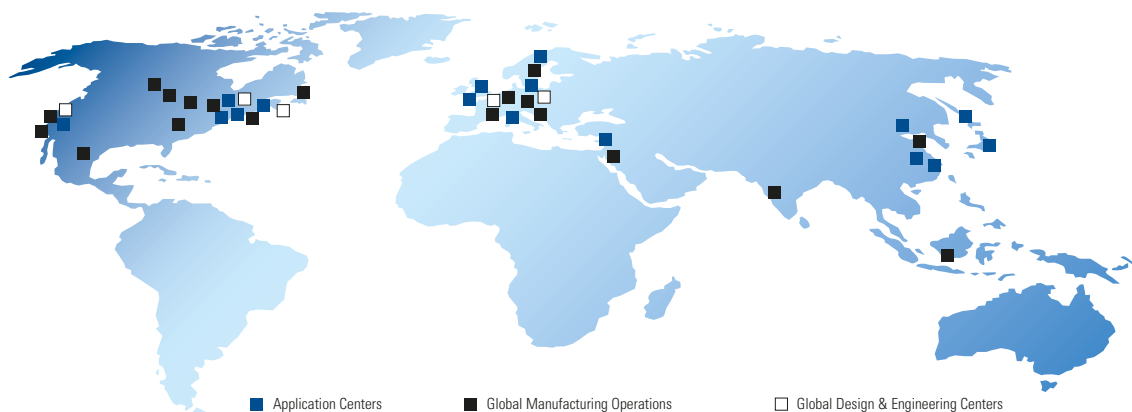 Application Centers
Global Manufacturing Operations
Global Design & Engineering Centers